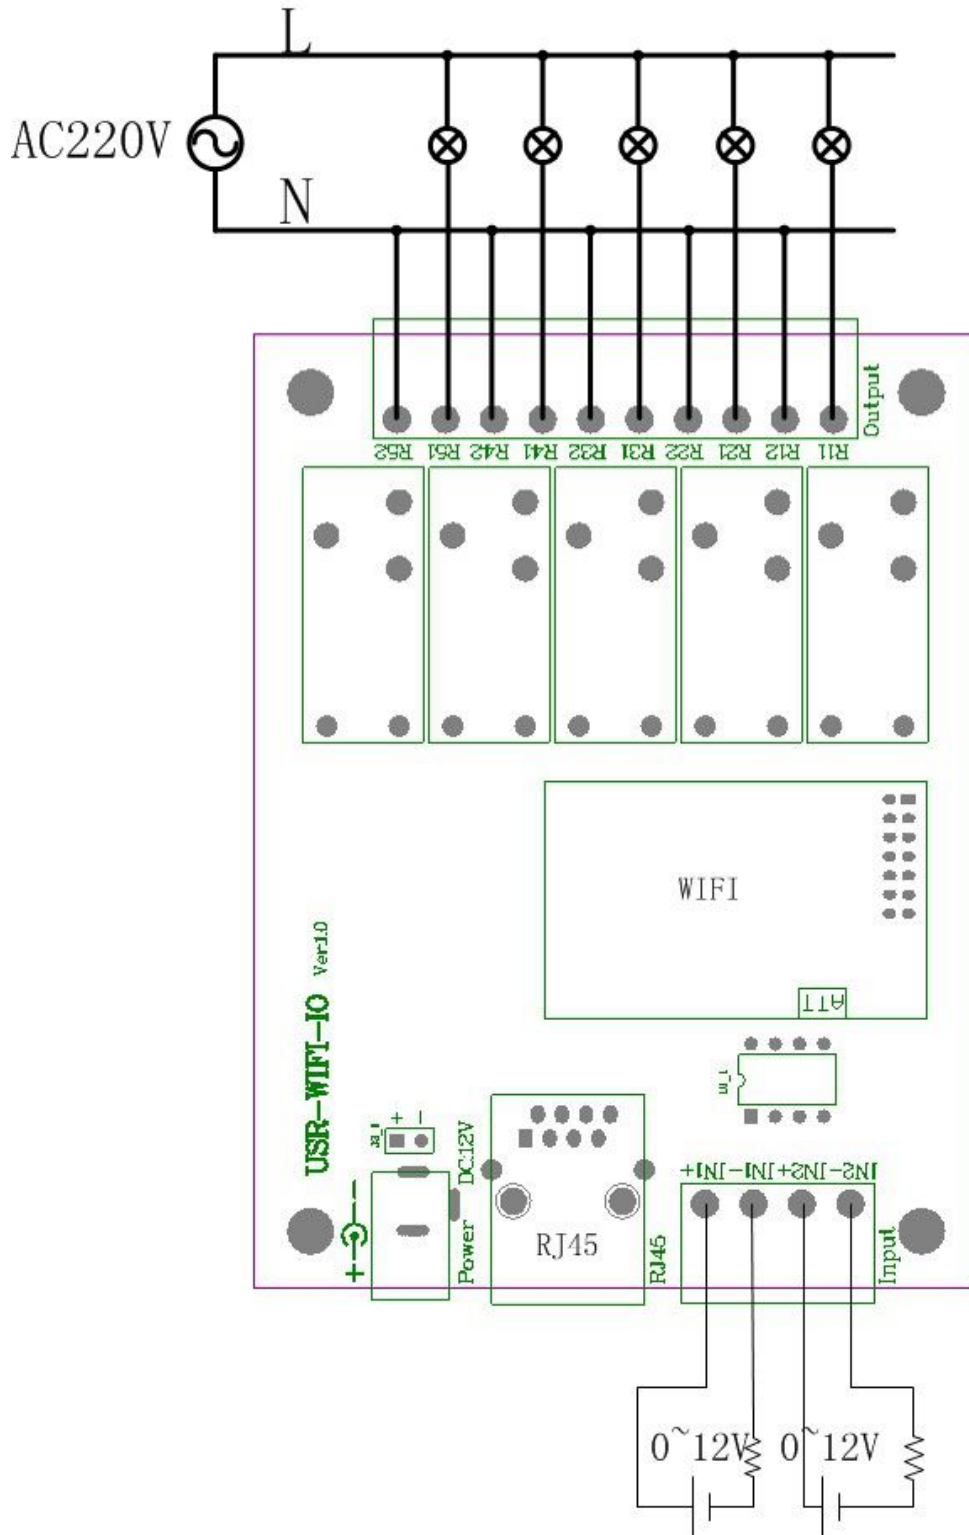 L
AC220V
N
Output
R52 R51 R42 R41 R32 R31 R22 R21 R12 R11
WIFI
ATT
USR-WIFI-IO Ver1.0
+ -
DC12V
Power
+ -
RJ45
RJ45
IN1+ IN1- IN2+ IN2-
Input
0~12V 0~12V